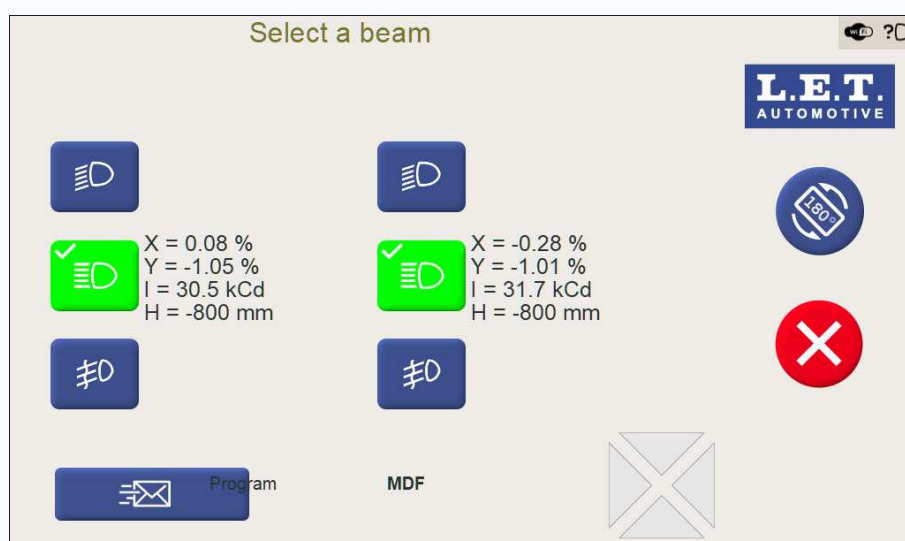 Select a beam
WiFi ?
L.E.T.
AUTOMOTIVE
X = 0.08 %
Y = -1.05 %
I = 30.5 kCd
H = -800 mm
X = -0.28 %
Y = -1.01 %
I = 31.7 kCd
H = -800 mm
180°
Program
MDF